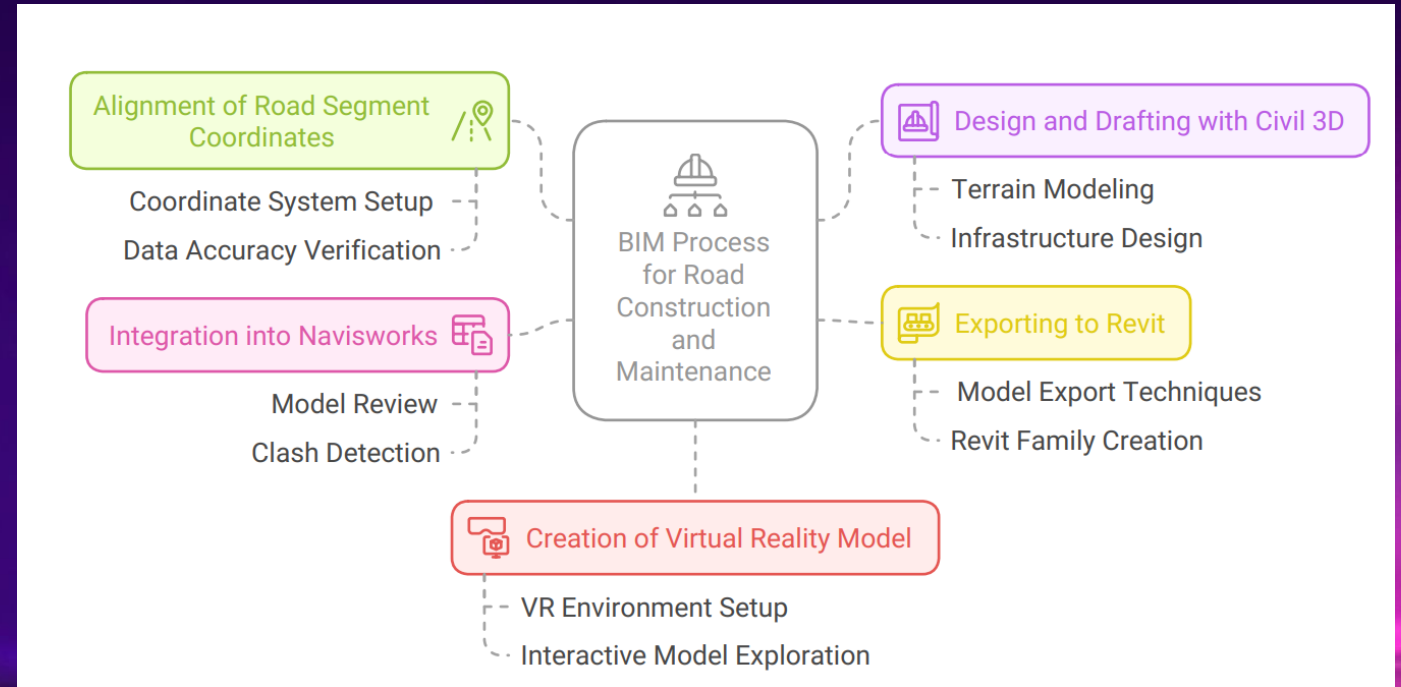 Alignment of Road Segment
Coordinates
Coordinate System Setup
Data Accuracy Verification
Integration into Navisworks
Model Review
Clash Detection
BIM Process
for Road
Construction
and
Maintenance
Design and Drafting with Civil 3D
Terrain Modeling
Infrastructure Design
Exporting to Revit
Model Export Techniques
Revit Family Creation
Creation of Virtual Reality Model
VR Environment Setup
Interactive Model Exploration